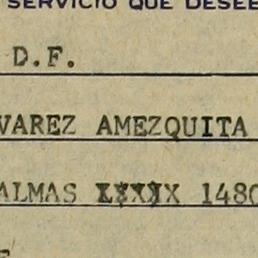 SERVICIO QUE DESEE
D.F.
VAREZ AMEZQUITA
ALMAS 1480